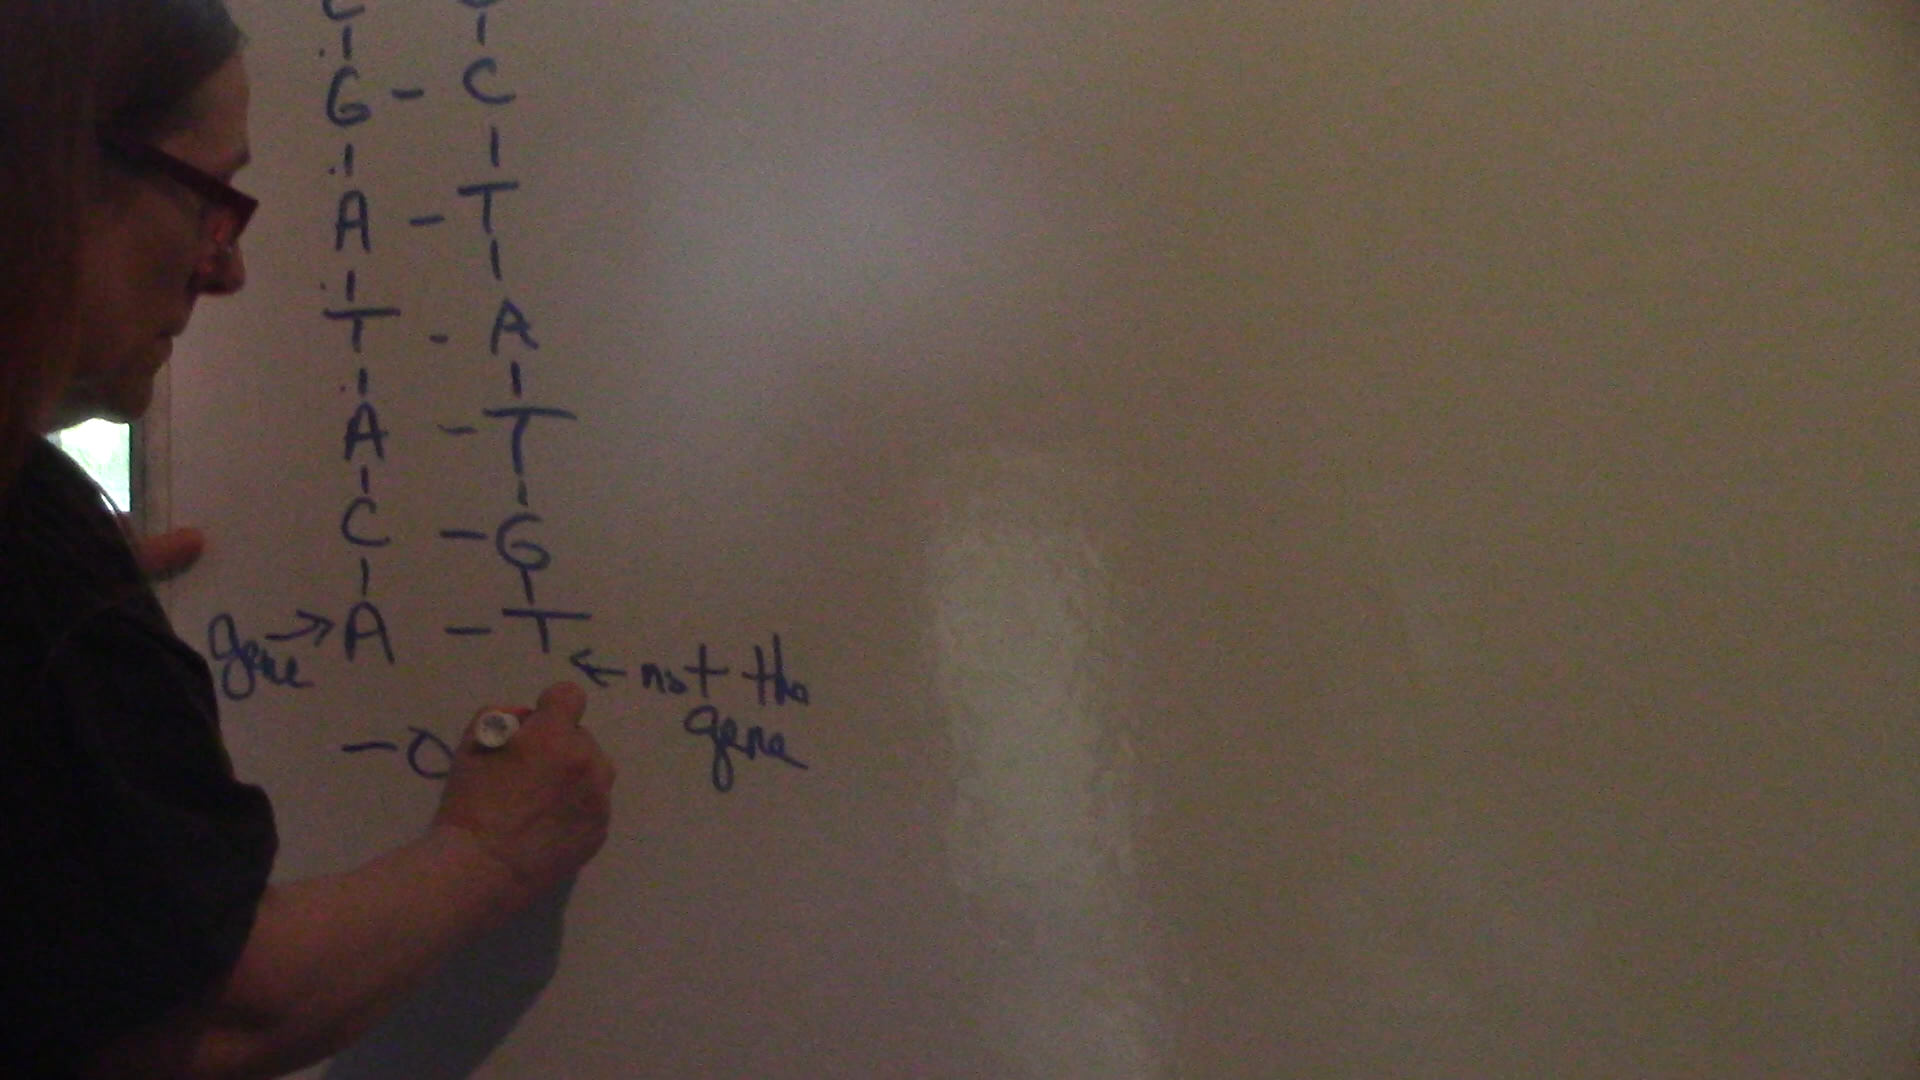 G - C
A - T
T - A
A - T
C - G
gene → A - T
← not the
gene